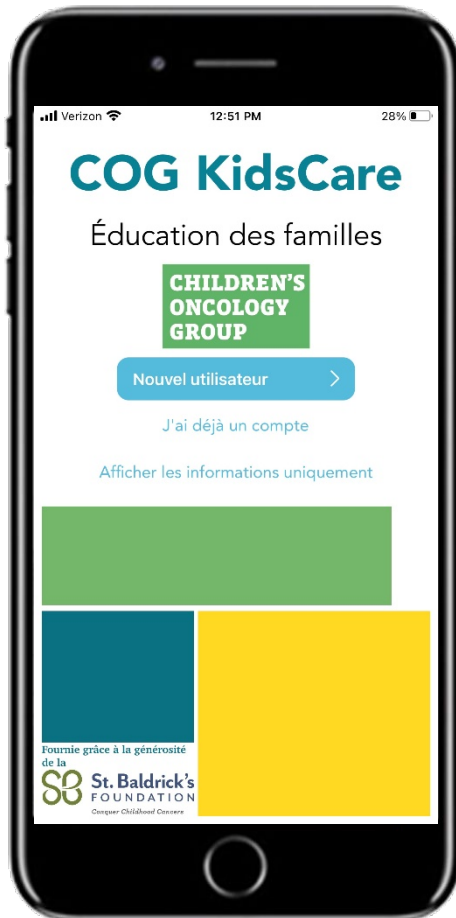 Verizon 12:51 PM 28%
COG KidsCare
Éducation des familles
CHILDREN'S
ONCOLOGY
GROUP
Nouvel utilisateur
J'ai déjà un compte
Afficher les informations uniquement
Fournie grâce à la générosité
de la
SB St. Baldrick's
FOUNDATION
Conquer Childhood Cancers